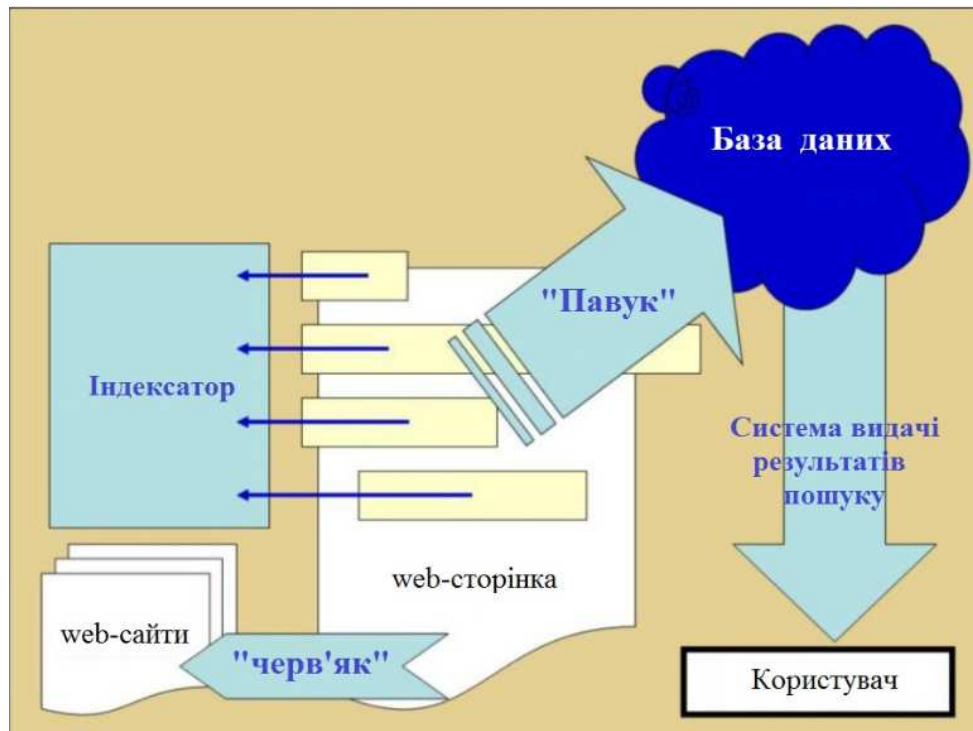 База даних
"Павук"
Індексатор
Система видачі
результатів
пошуку
web-сторінка
web-сайти
"черв'як"
Користувач